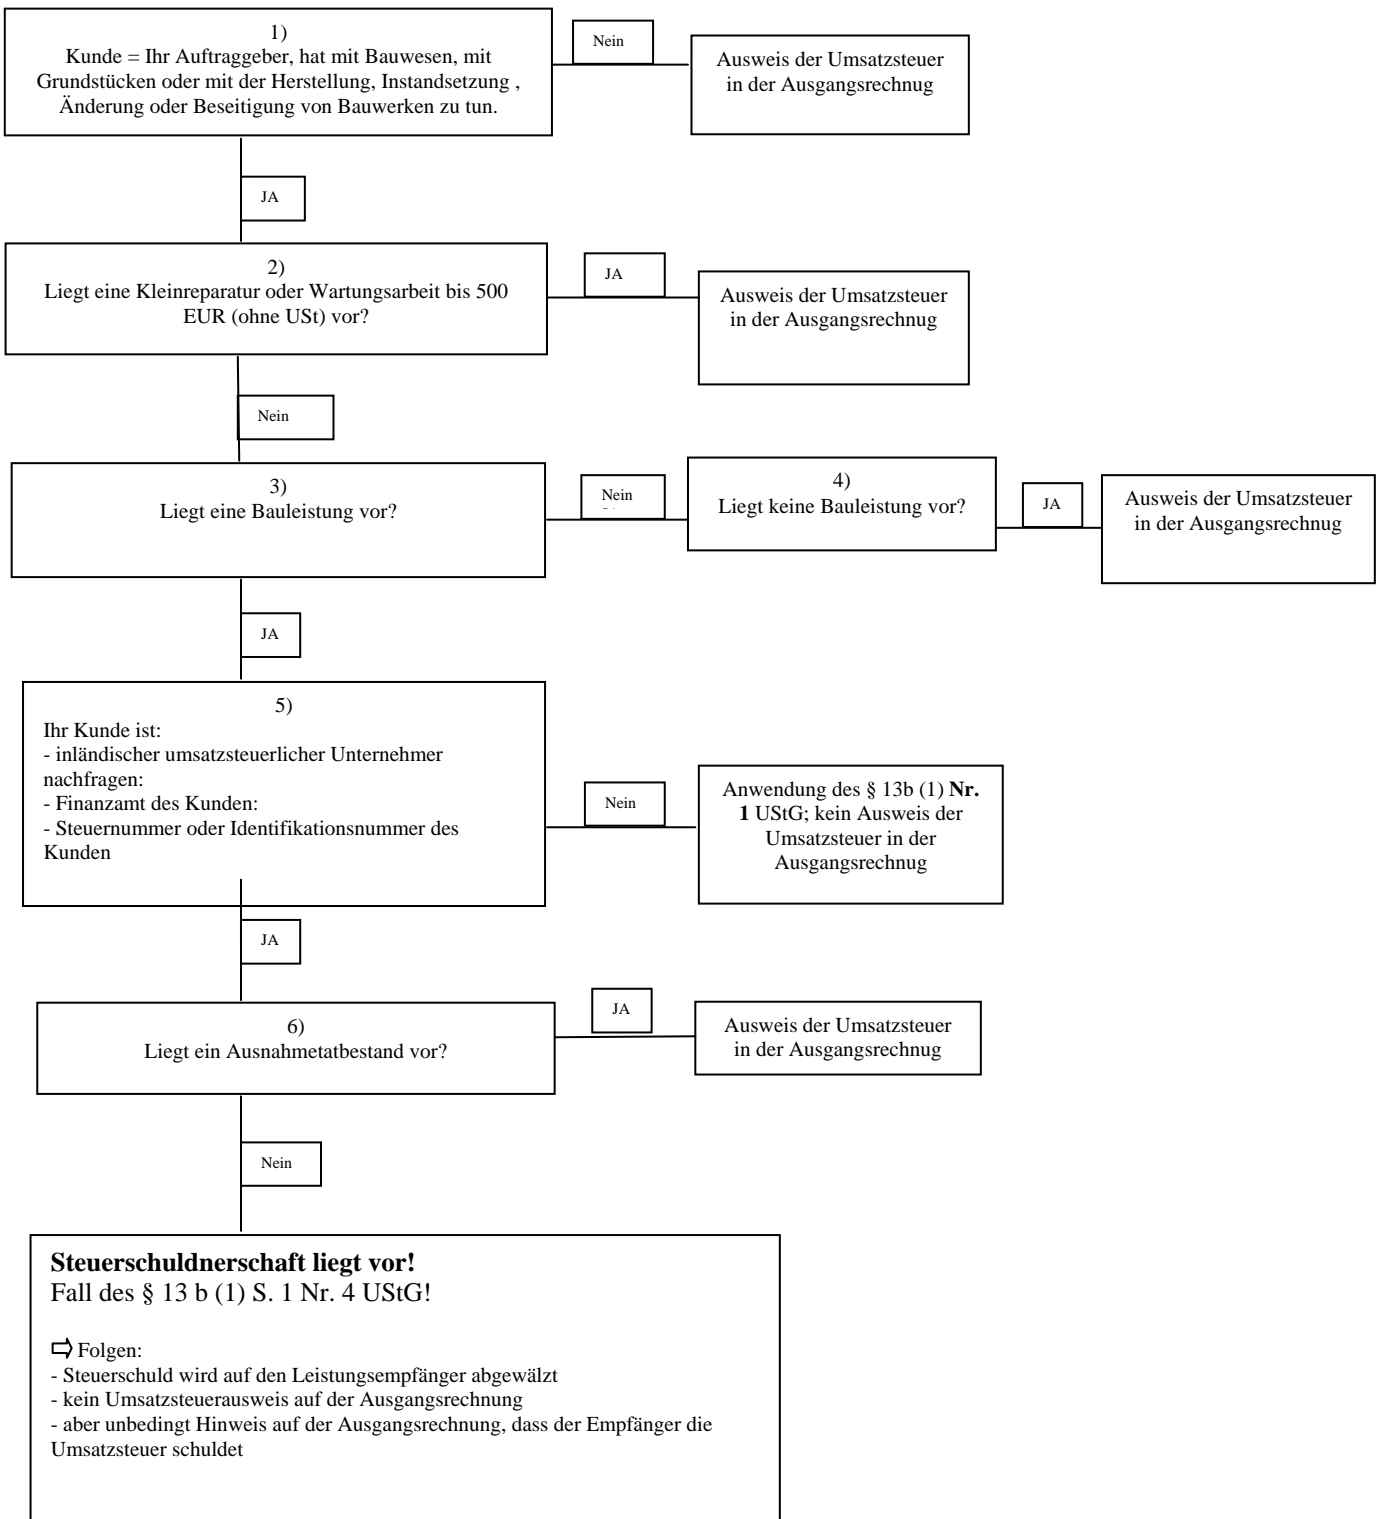 1)
Kunde = Ihr Auftraggeber, hat mit Bauwesen, mit
Grundstücken oder mit der Herstellung, Instandsetzung ,
Änderung oder Beseitigung von Bauwerken zu tun.
Nein
Ausweis der Umsatzsteuer
in der Ausgangsrechnug
JA
2)
Liegt eine Kleinreparatur oder Wartungsarbeit bis 500
EUR (ohne USt) vor?
JA
Ausweis der Umsatzsteuer
in der Ausgangsrechnug
Nein
3)
Liegt eine Bauleistung vor?
Nein
4)
Liegt keine Bauleistung vor?
JA
Ausweis der Umsatzsteuer
in der Ausgangsrechnug
JA
5)
Ihr Kunde ist:
- inländischer umsatzsteuerlicher Unternehmer
nachfragen:
- Finanzamt des Kunden:
- Steuernummer oder Identifikationsnummer des
Kunden
Nein
Anwendung des § 13b (1) Nr.
1 UStG; kein Ausweis der
Umsatzsteuer in der
Ausgangsrechnug
JA
6)
Liegt ein Ausnahmetatbestand vor?
JA
Ausweis der Umsatzsteuer
in der Ausgangsrechnug
Nein
Steuerschuldnerschaft liegt vor!
Fall des § 13 b (1) S. 1 Nr. 4 UStG!
⇨ Folgen:
- Steuerschuld wird auf den Leistungsempfänger abgewälzt
- kein Umsatzsteuerausweis auf der Ausgangsrechnung
- aber unbedingt Hinweis auf der Ausgangsrechnung, dass der Empfänger die
Umsatzsteuer schuldet